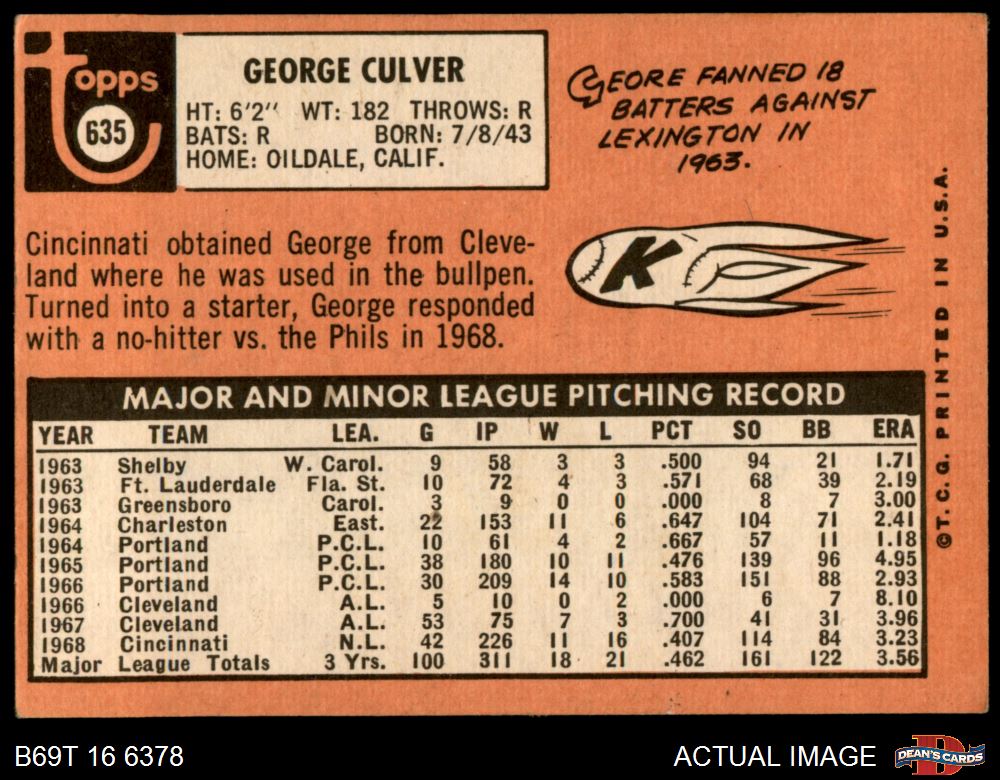 Topps
635
GEORGE CULVER
HT: 6'2" WT: 182 THROWS: R
BATS: R BORN: 7/8/43
HOME: OILDALE, CALIF.
GEORE FANNED 18
BATTERS AGAINST
LEXINGTON IN
1963.
Cincinnati obtained George from Cleve-
land where he was used in the bullpen.
Turned into a starter, George responded
with a no-hitter vs. the Phils in 1968.
K
©T. C. G. PRINTED IN U.S.A.
MAJOR AND MINOR LEAGUE PITCHING RECORD
YEAR TEAM LEA. G IP W L PCT SO BB ERA
1963 Shelby W. Carol. 9 58 3 3 .500 94 21 1.71
1963 Ft. Lauderdale Fla. St. 10 72 4 3 .571 68 39 2.19
1963 Greensboro Carol. 3 9 0 0 .000 8 7 3.00
1964 Charleston East. 22 153 11 6 .647 104 71 2.41
1964 Portland P.C.L. 10 61 4 2 .667 57 11 1.18
1965 Portland P.C.L. 38 180 10 11 .476 139 96 4.95
1966 Portland P.C.L. 30 209 14 10 .583 151 88 2.93
1966 Cleveland A.L. 5 10 0 2 .000 6 7 8.10
1967 Cleveland A.L. 53 75 7 3 .700 41 31 3.96
1968 Cincinnati N.L. 42 226 11 16 .407 114 84 3.23
Major League Totals 3 Yrs. 100 311 18 21 .462 161 122 3.56
B69T 16 6378
ACTUAL IMAGE
D
DEAN'S CARDS